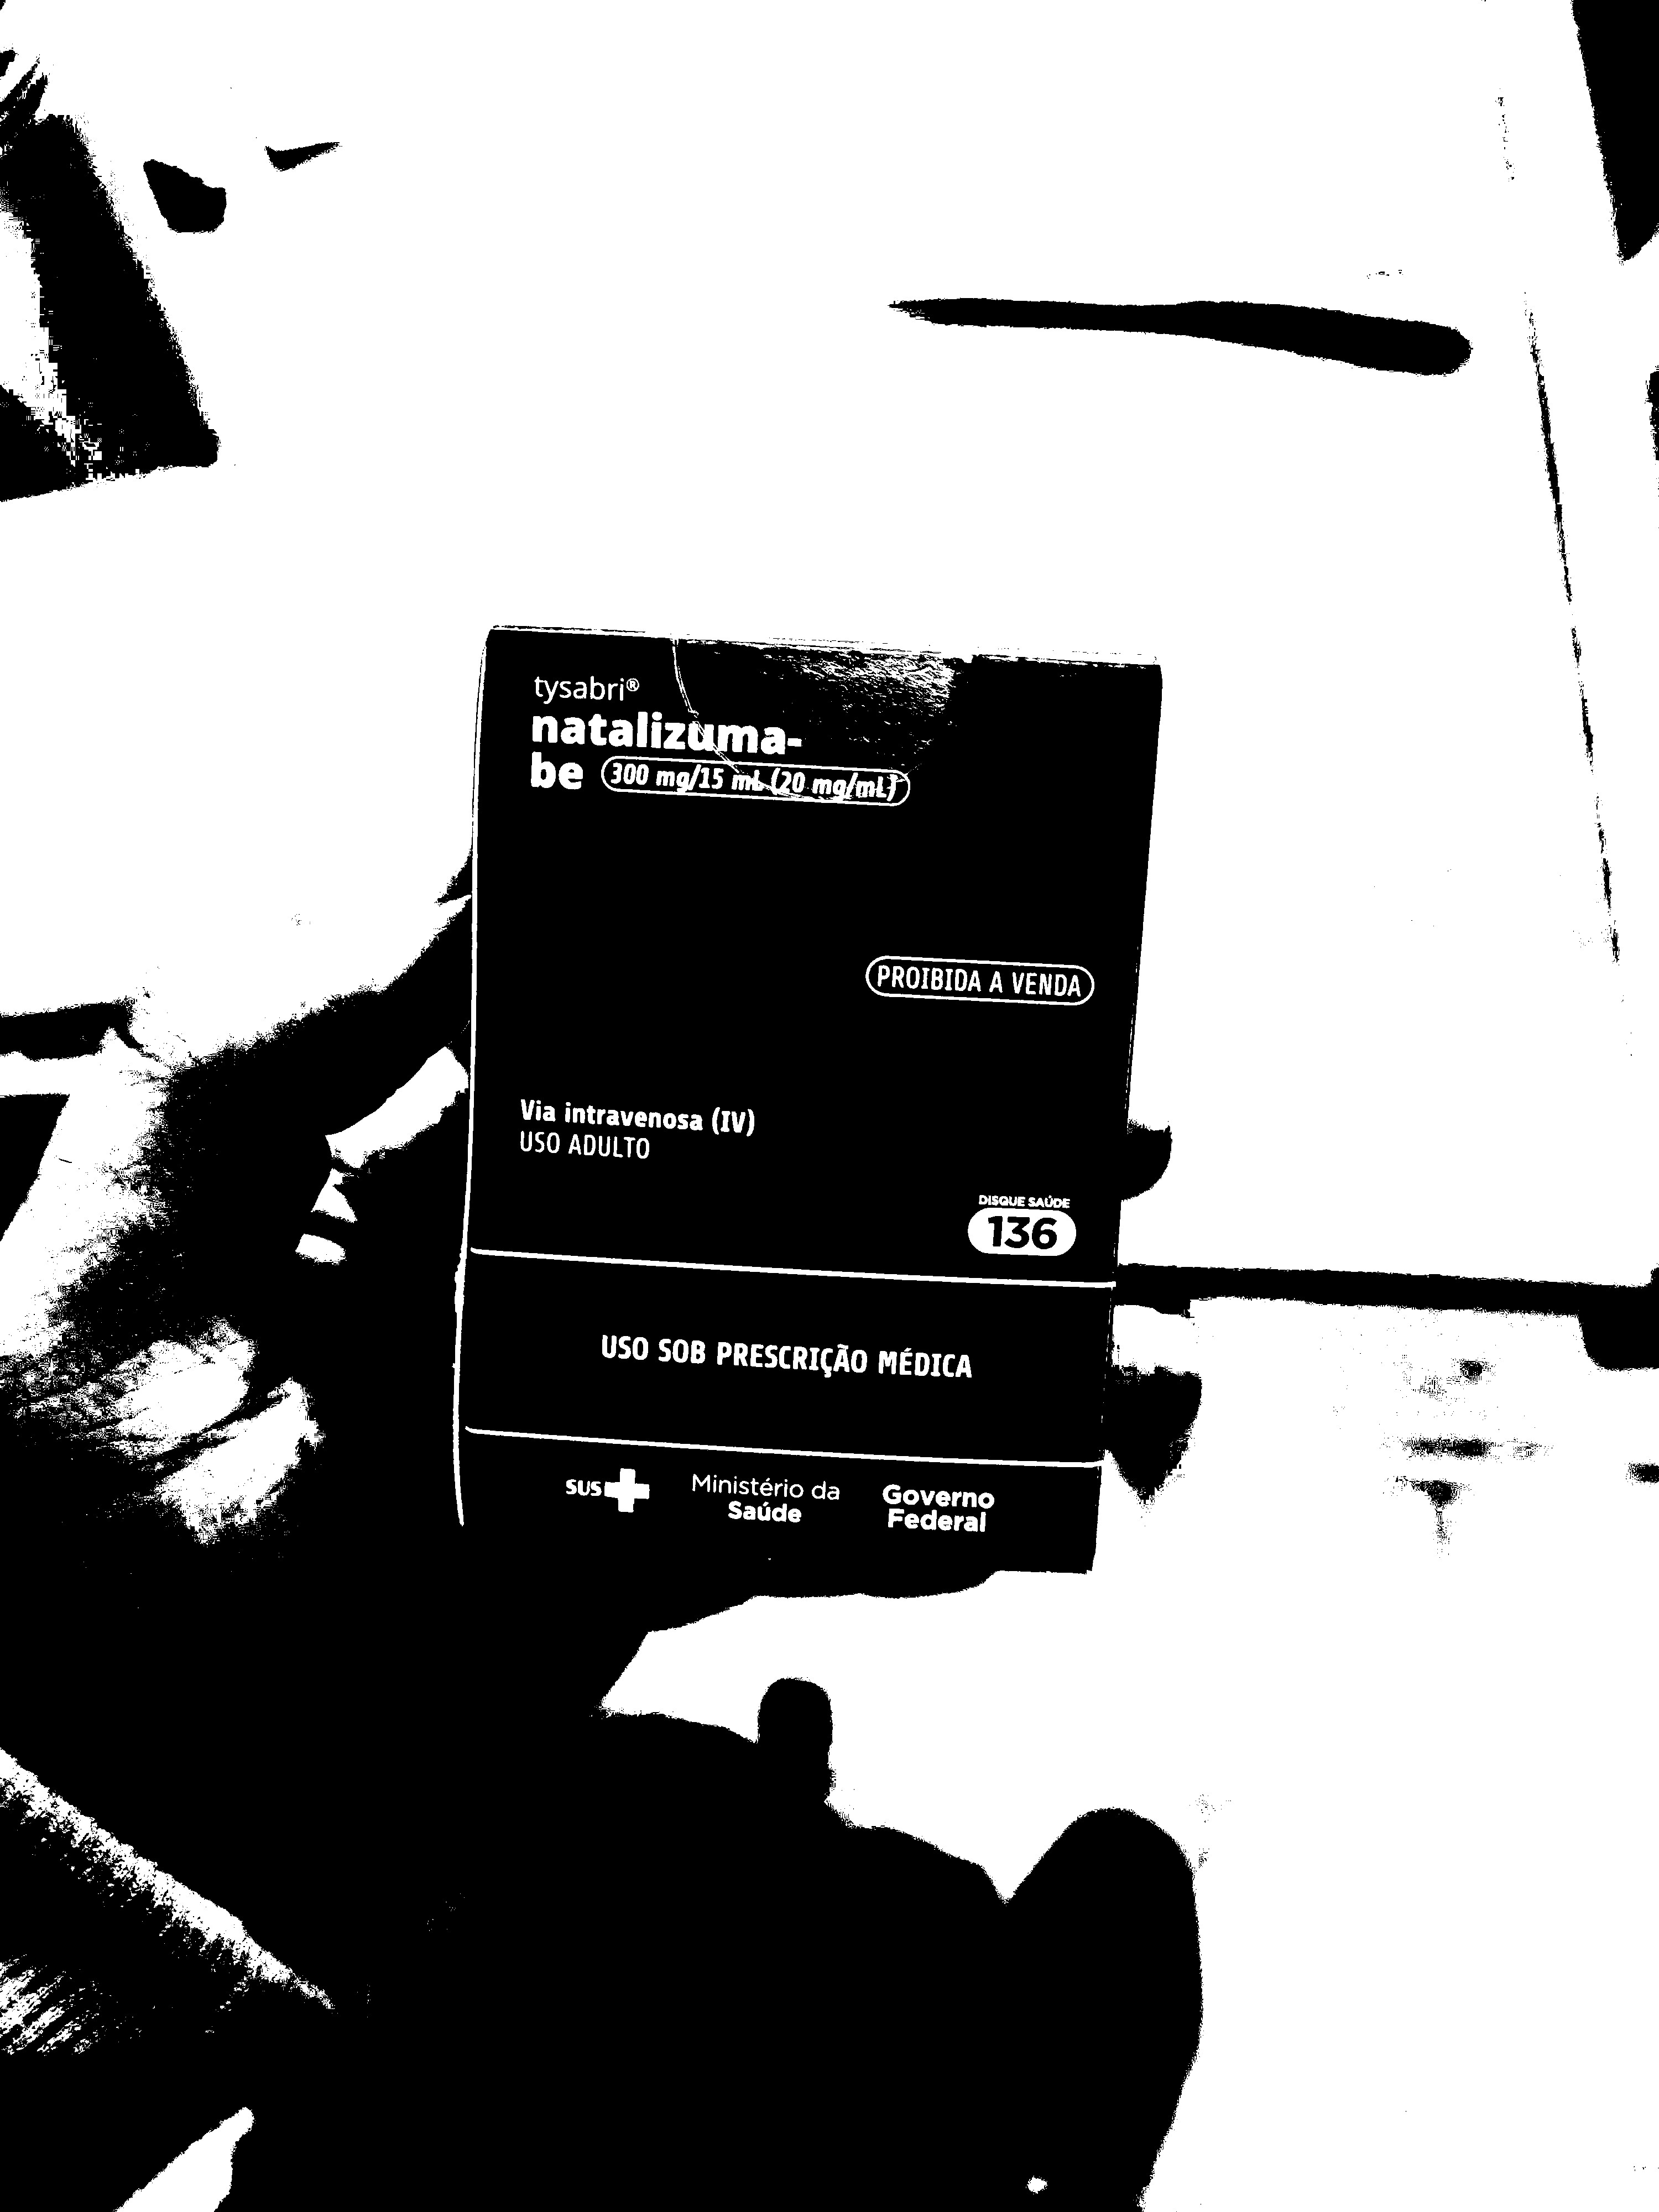 tysabri®
natalizuma-
be 300 mg/15 mL (20 mg/mL)
PROIBIDA A VENDA
Via intravenosa (IV)
USO ADULTO
DISQUE SAÚDE
136
USO SOB PRESCRIÇÃO MÉDICA
SUS
Ministério da
Saúde
Governo
Federal